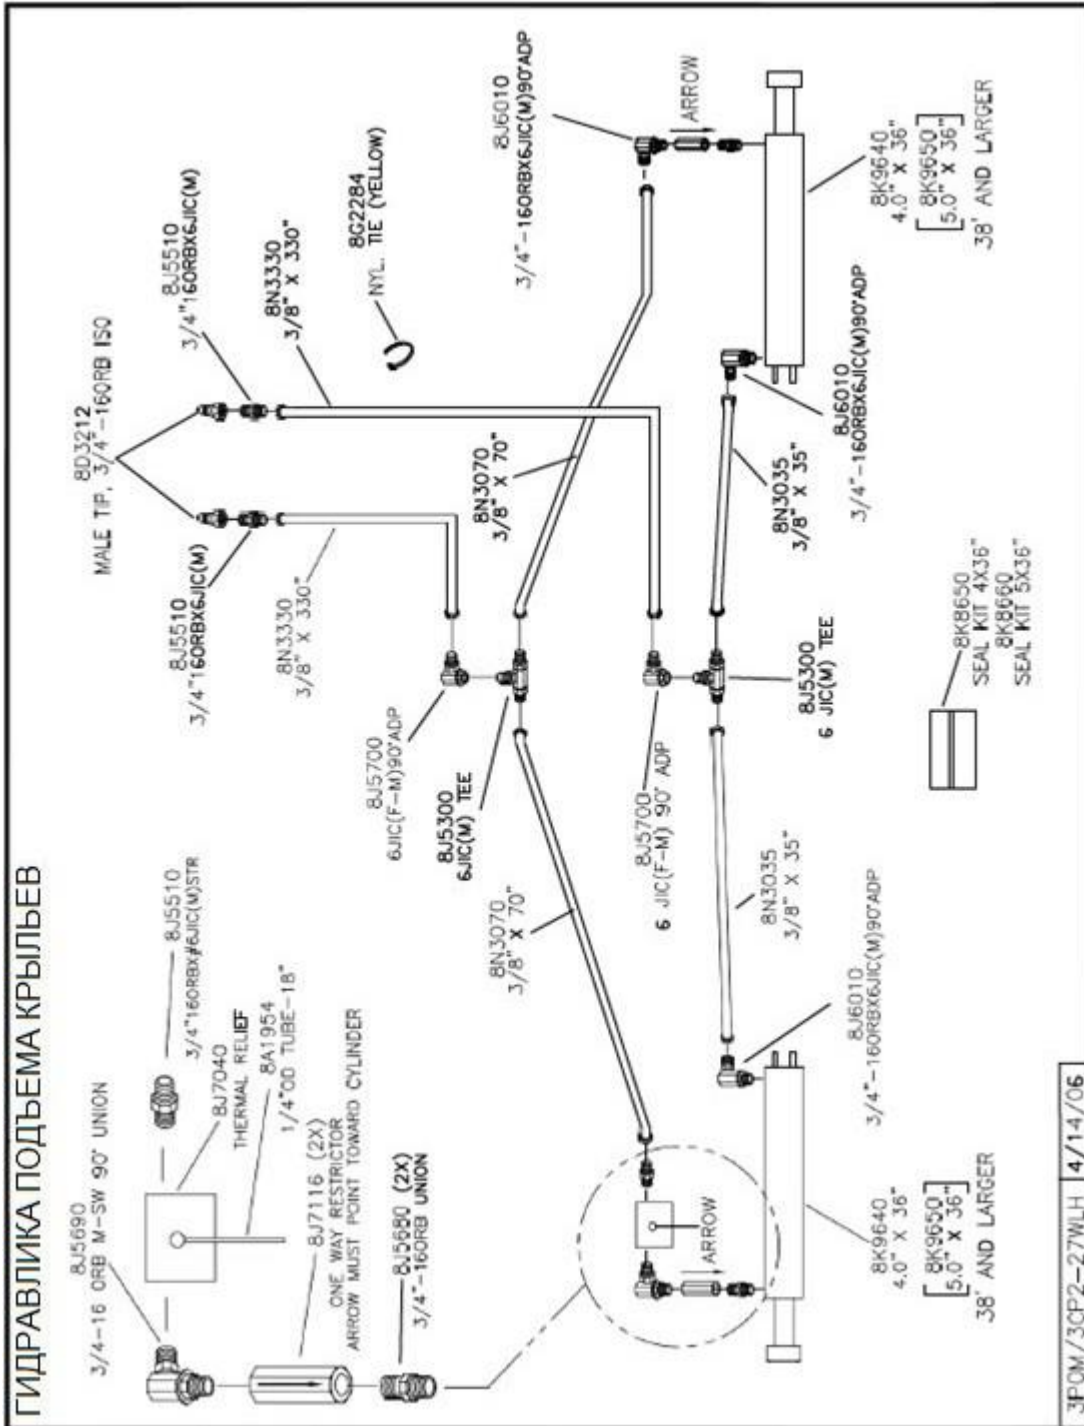 ГИДРАВЛИКА ПОДЪЕМА КРЫЛЬЕВ
8J5690
3/4-16 ORB M-SW 90° UNION
8J5510
3/4"16ORBX#6JIC(M)STR
8J7040
THERMAL RELIEF
8A1954
1/4"OD TUBE-18"
8J7116 (2X)
ONE WAY RESTRICTOR
ARROW MUST POINT TOWARD CYLINDER
8J5680 (2X)
3/4"-16ORB UNION
8D3212
MALE TIP, 3/4"-16ORB ISO
8J5510
3/4"16ORBX6JIC(M)
8J5510
3/4"16ORBX6JIC(M)
8N3330
3/8" X 330"
8N3330
3/8" X 330"
8G2284
NYL. TIE (YELLOW)
8J6010
3/4"-16ORBX6JIC(M)90°ADP
8J5700
6JIC(F-M)90°ADP
8J5300
6JIC(M) TEE
8N3070
3/8" X 70"
8N3070
3/8" X 70"
ARROW
8J5700
6 JIC(F-M) 90° ADP
8J5300
6 JIC(M) TEE
8N3035
3/8" X 35"
8N3035
3/8" X 35"
8J6010
3/4"-16ORBX6JIC(M)90°ADP
8J6010
3/4"-16ORBX6JIC(M)90°ADP
ARROW
8K9640
4.0" X 36"
8K9650
5.0" X 36"
38' AND LARGER
8K9640
4.0" X 36"
8K9650
5.0" X 36"
38' AND LARGER
8K8650
SEAL KIT 4X36"
8K8660
SEAL KIT 5X36"
3POM/3CP2-27WLH 4/14/06